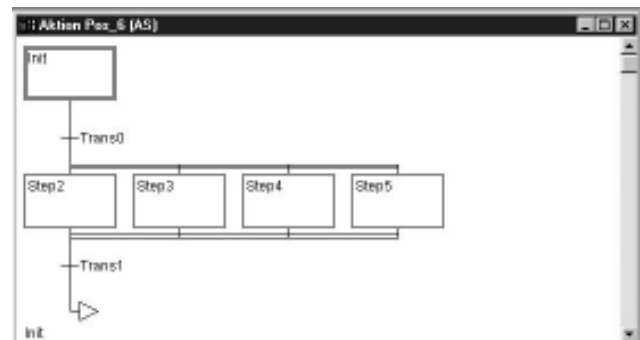 Aktion Pos_6 (AS)
Init
Trans0
Step2 Step3 Step4 Step5
Trans1
Init